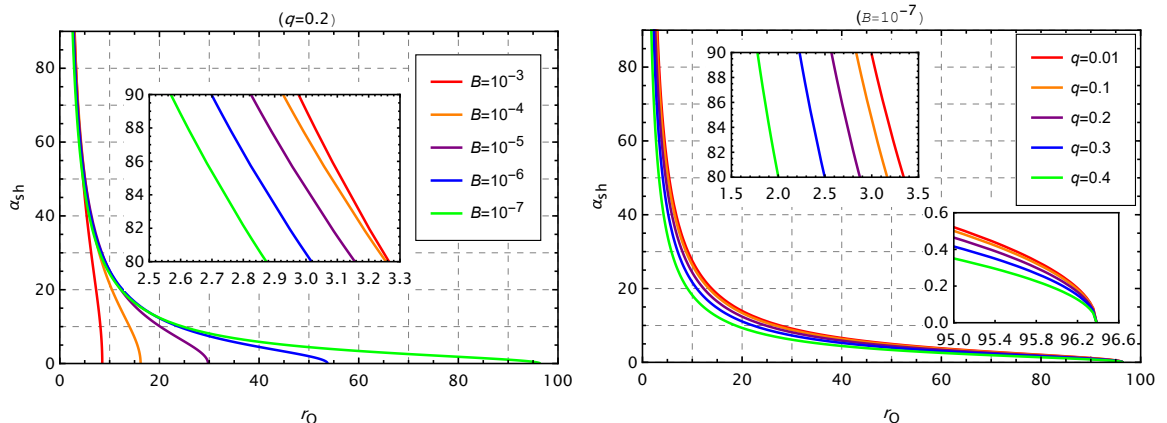 (q=0.2)
α_sh
80
60
40
20
0
0 20 40 60 80 100
r_O
90
88
86
84
82
80
2.5 2.6 2.7 2.8 2.9 3.0 3.1 3.2 3.3
B=10⁻³
B=10⁻⁴
B=10⁻⁵
B=10⁻⁶
B=10⁻⁷
(B=10⁻⁷)
α_sh
80
60
40
20
0
0 20 40 60 80 100
r_O
90
88
86
84
82
80
1.5 2.0 2.5 3.0 3.5
q=0.01
q=0.1
q=0.2
q=0.3
q=0.4
0.6
0.4
0.2
0.0
95.0 95.4 95.8 96.2 96.6